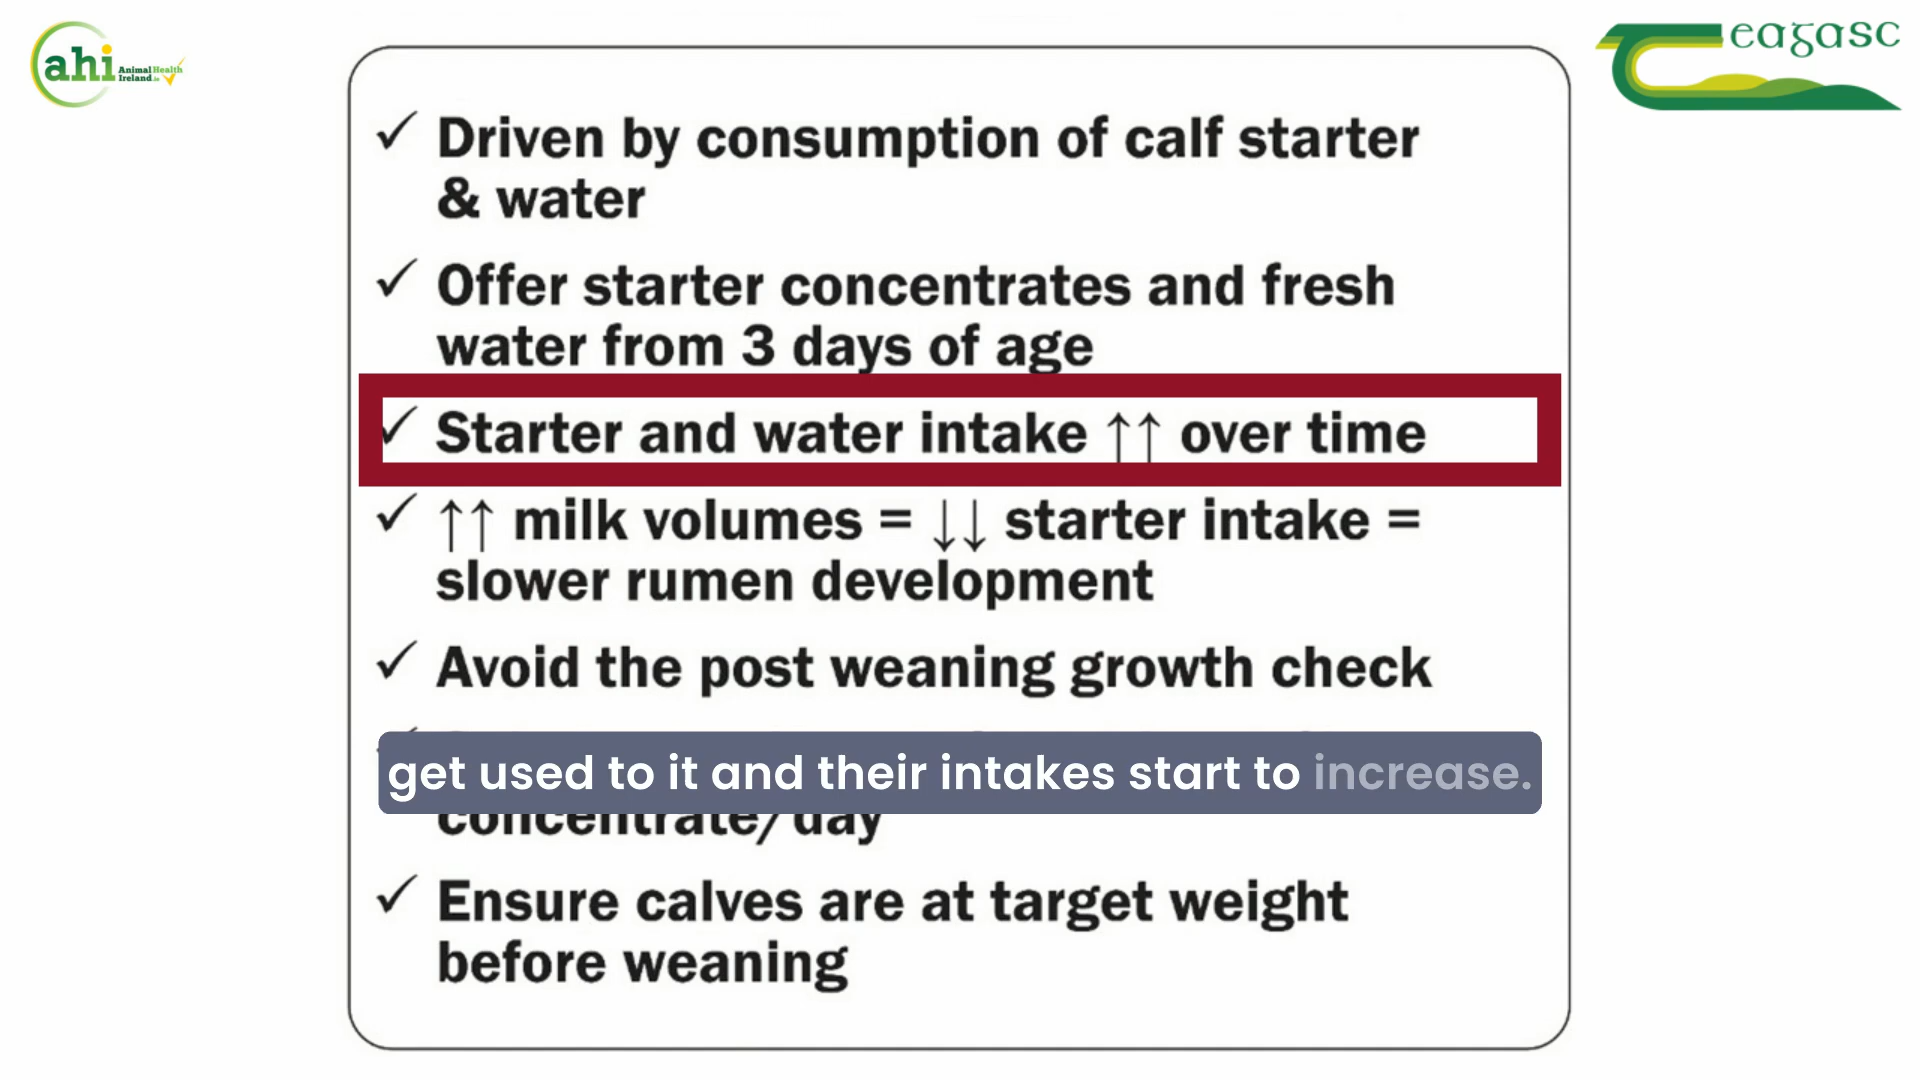 ahi Animal Health
Ireland.ie
eagasc
✓ Driven by consumption of calf starter
& water
✓ Offer starter concentrates and fresh
water from 3 days of age
✓ Starter and water intake ↑↑ over time
✓ ↑↑ milk volumes = ↓↓ starter intake =
slower rumen development
✓ Avoid the post weaning growth check
get used to it and their intakes start to increase.
concentrate/day
✓ Ensure calves are at target weight
before weaning